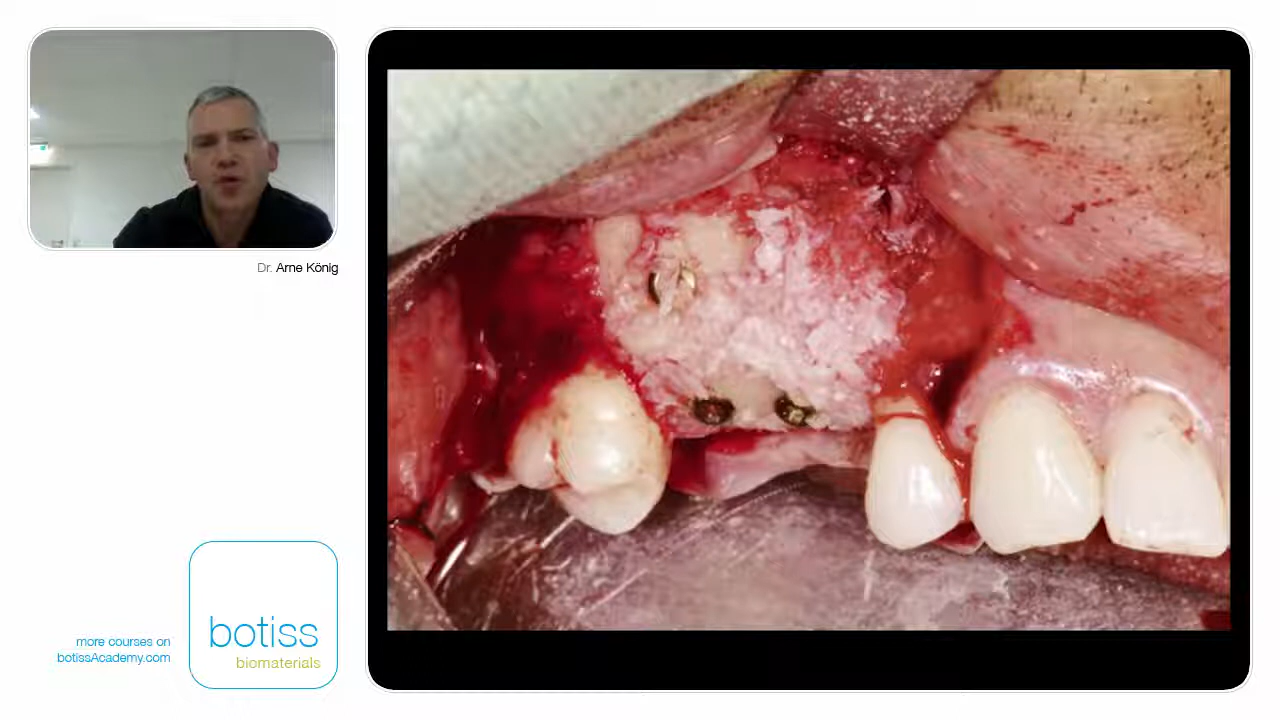 Dr. Arne König
botiss
biomaterials
more courses on
botissAcademy.com